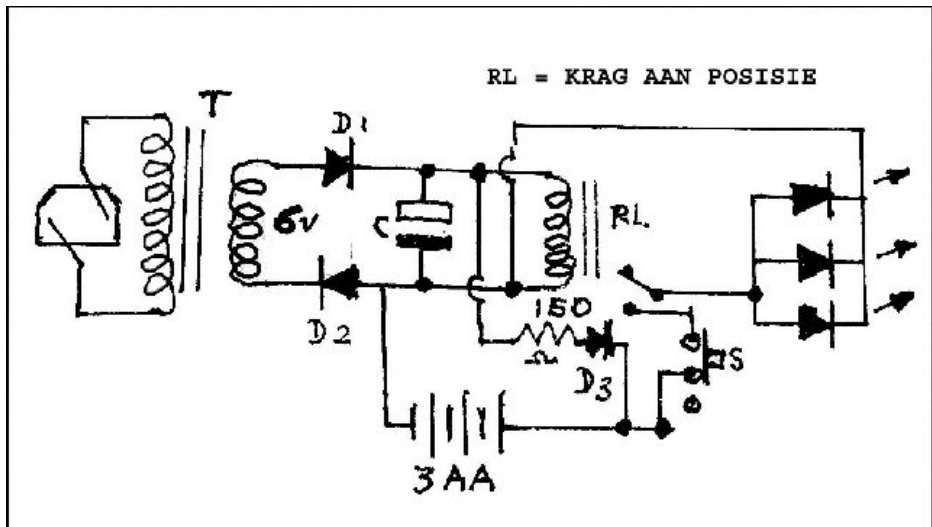 RL = KRAG AAN POSISIE
T
D1
6V
C
RL
D2
150
Ω
D3
S
3AA